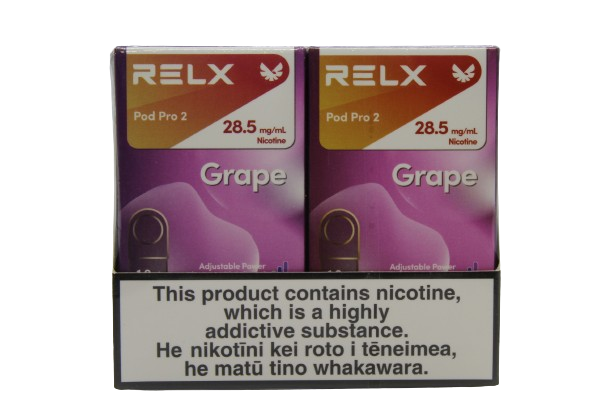 RELX
Pod Pro 2
28.5 mg/mL
Nicotine
Grape
Adjustable Power
RELX
Pod Pro 2
28.5 mg/mL
Nicotine
Grape
Adjustable Power
This product contains nicotine,
which is a highly
addictive substance.
He nikotīni kei roto i tēneimea,
he matū tino whakawara.